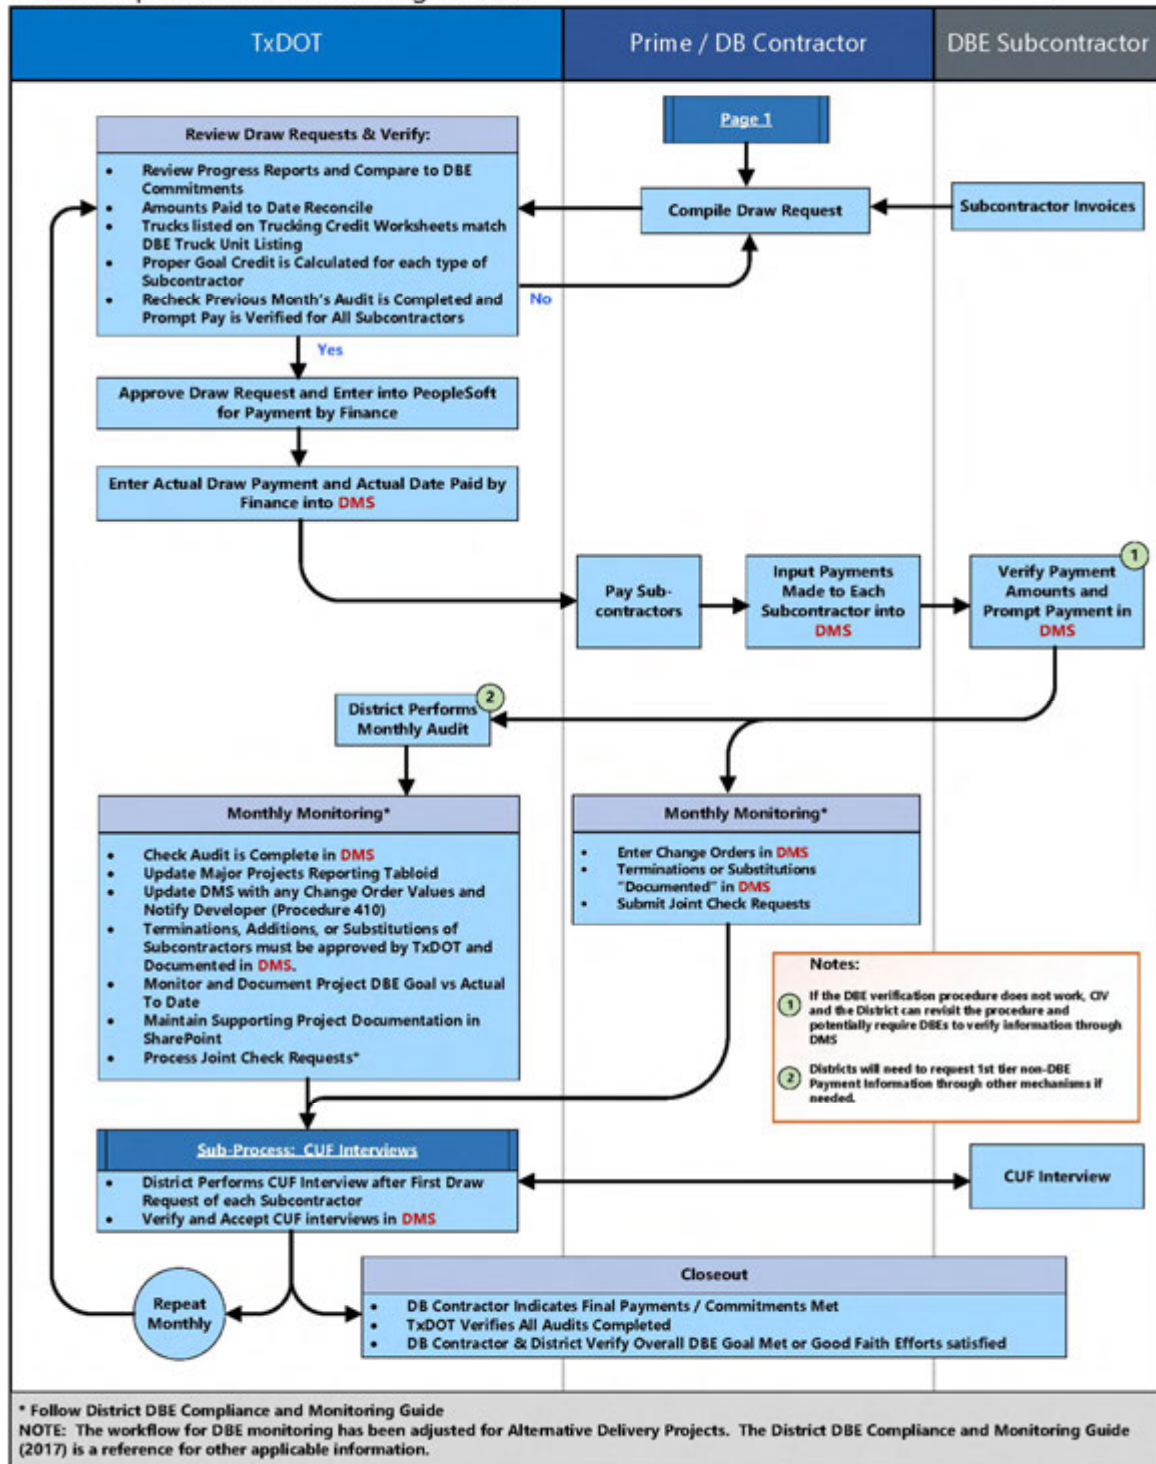 TxDOT
Prime / DB Contractor
DBE Subcontractor
Page 1
Review Draw Requests & Verify:
• Review Progress Reports and Compare to DBE
Commitments
• Amounts Paid to Date Reconcile
• Trucks listed on Trucking Credit Worksheets match
DBE Truck Unit Listing
• Proper Goal Credit is Calculated for each type of
Subcontractor
• Recheck Previous Month's Audit is Completed and
Prompt Pay is Verified for All Subcontractors
Compile Draw Request
Subcontractor Invoices
No
Yes
Approve Draw Request and Enter into PeopleSoft
for Payment by Finance
Enter Actual Draw Payment and Actual Date Paid by
Finance into DMS
Pay Sub-
contractors
Input Payments
Made to Each
Subcontractor into
DMS
1
Verify Payment
Amounts and
Prompt Payment in
DMS
2
District Performs
Monthly Audit
Monthly Monitoring*
• Check Audit is Complete in DMS
• Update Major Projects Reporting Tabloid
• Update DMS with any Change Order Values and
Notify Developer (Procedure 410)
• Terminations, Additions, or Substitutions of
Subcontractors must be approved by TxDOT and
Documented in DMS.
• Monitor and Document Project DBE Goal vs Actual
To Date
• Maintain Supporting Project Documentation in
SharePoint
• Process Joint Check Requests*
Monthly Monitoring*
• Enter Change Orders in DMS
• Terminations or Substitutions
"Documented" in DMS
• Submit Joint Check Requests
Notes:
1 If the DBE verification procedure does not work, CIV
and the District can revisit the procedure and
potentially require DBEs to verify information through
DMS
2 Districts will need to request 1st tier non-DBE
Payment Information through other mechanisms if
needed.
Sub-Process: CUF Interviews
• District Performs CUF Interview after First Draw
Request of each Subcontractor
• Verify and Accept CUF interviews in DMS
CUF Interview
Repeat
Monthly
Closeout
• DB Contractor Indicates Final Payments / Commitments Met
• TxDOT Verifies All Audits Completed
• DB Contractor & District Verify Overall DBE Goal Met or Good Faith Efforts satisfied
* Follow District DBE Compliance and Monitoring Guide
NOTE: The workflow for DBE monitoring has been adjusted for Alternative Delivery Projects. The District DBE Compliance and Monitoring Guide
(2017) is a reference for other applicable information.